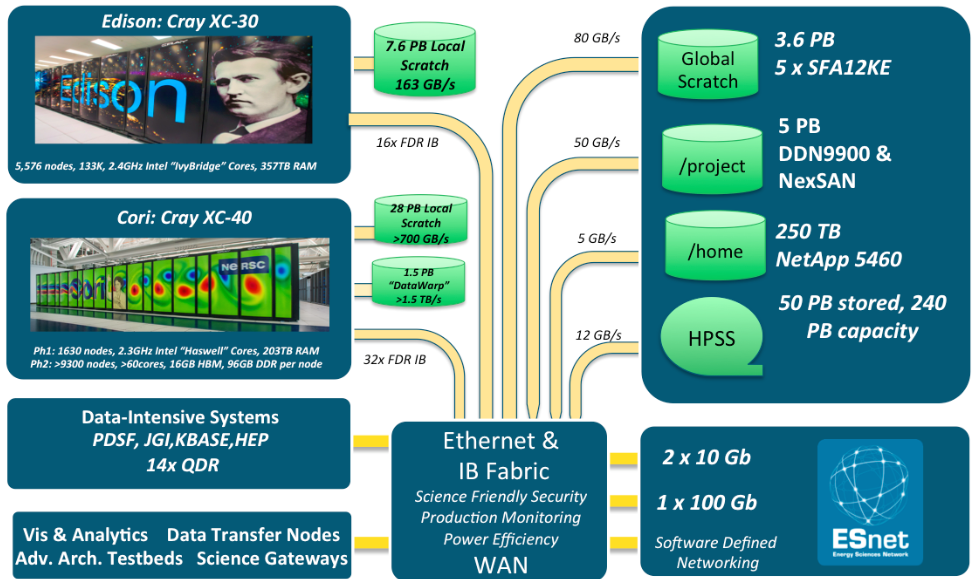 Edison: Cray XC-30
Edison
5,576 nodes, 133K, 2.4GHz Intel “IvyBridge” Cores, 357TB RAM
7.6 PB Local
Scratch
163 GB/s
16x FDR IB
Cori: Cray XC-40
NERSC
Ph1: 1630 nodes, 2.3GHz Intel “Haswell” Cores, 203TB RAM
Ph2: >9300 nodes, >60cores, 16GB HBM, 96GB DDR per node
28 PB Local
Scratch
>700 GB/s
1.5 PB
“DataWarp”
>1.5 TB/s
32x FDR IB
Data-Intensive Systems
PDSF, JGI,KBASE,HEP
14x QDR
Vis & Analytics Data Transfer Nodes
Adv. Arch. Testbeds Science Gateways
80 GB/s
Global
Scratch
3.6 PB
5 x SFA12KE
50 GB/s
/project
5 PB
DDN9900 &
NexSAN
5 GB/s
/home
250 TB
NetApp 5460
12 GB/s
HPSS
50 PB stored, 240
PB capacity
Ethernet &
IB Fabric
Science Friendly Security
Production Monitoring
Power Efficiency
WAN
2 x 10 Gb
1 x 100 Gb
Software Defined
Networking
ESnet
Energy Sciences Network